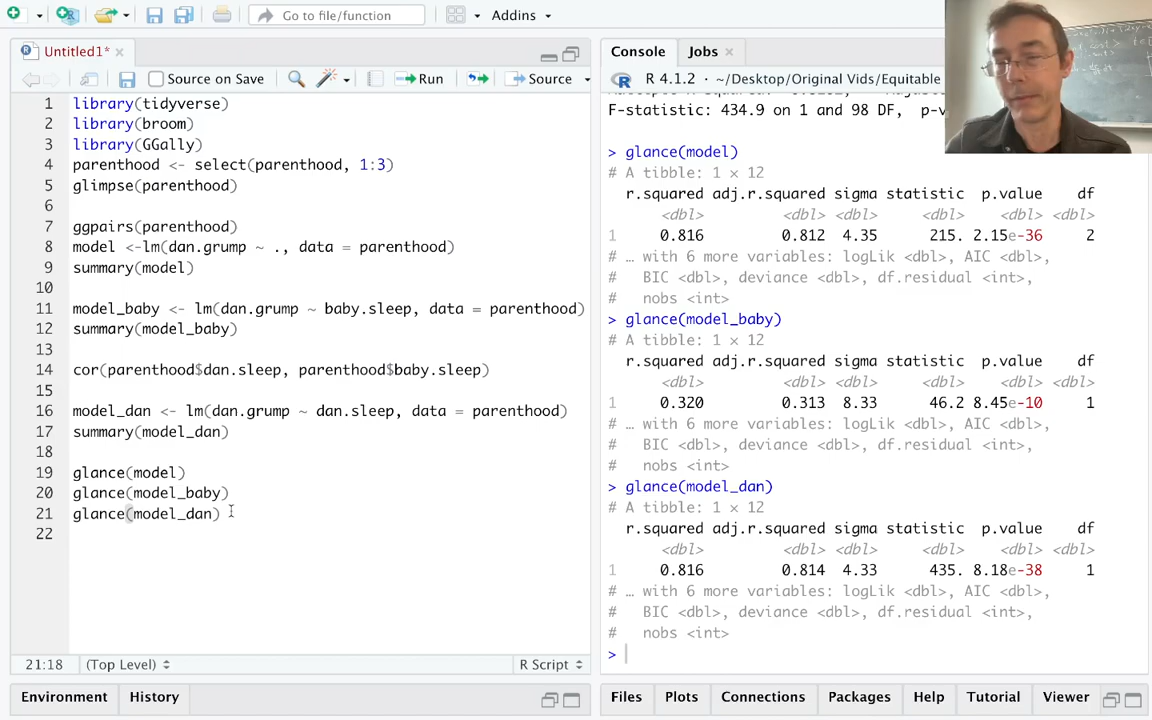 Go to file/function
Addins
Untitled1*
Source on Save
Run
Source
1 library(tidyverse)
2 library(broom)
3 library(GGally)
4 parenthood <- select(parenthood, 1:3)
5 glimpse(parenthood)
6
7 ggpairs(parenthood)
8 model <-lm(dan.grump ~ ., data = parenthood)
9 summary(model)
10
11 model_baby <- lm(dan.grump ~ baby.sleep, data = parenthood)
12 summary(model_baby)
13
14 cor(parenthood$dan.sleep, parenthood$baby.sleep)
15
16 model_dan <- lm(dan.grump ~ dan.sleep, data = parenthood)
17 summary(model_dan)
18
19 glance(model)
20 glance(model_baby)
21 glance(model_dan)
22
21:18 (Top Level) R Script
Environment History
Console Jobs
R 4.1.2 · ~/Desktop/Original Vids/Equitable
F-statistic: 434.9 on 1 and 98 DF, p-v
> glance(model)
# A tibble: 1 × 12
r.squared adj.r.squared sigma statistic p.value df
<dbl> <dbl> <dbl> <dbl> <dbl> <dbl>
1 0.816 0.812 4.35 215. 2.15e-36 2
# … with 6 more variables: logLik <dbl>, AIC <dbl>,
# BIC <dbl>, deviance <dbl>, df.residual <int>,
# nobs <int>
> glance(model_baby)
# A tibble: 1 × 12
r.squared adj.r.squared sigma statistic p.value df
<dbl> <dbl> <dbl> <dbl> <dbl> <dbl>
1 0.320 0.313 8.33 46.2 8.45e-10 1
# … with 6 more variables: logLik <dbl>, AIC <dbl>,
# BIC <dbl>, deviance <dbl>, df.residual <int>,
# nobs <int>
> glance(model_dan)
# A tibble: 1 × 12
r.squared adj.r.squared sigma statistic p.value df
<dbl> <dbl> <dbl> <dbl> <dbl> <dbl>
1 0.816 0.814 4.33 435. 8.18e-38 1
# … with 6 more variables: logLik <dbl>, AIC <dbl>,
# BIC <dbl>, deviance <dbl>, df.residual <int>,
# nobs <int>
>
Files Plots Connections Packages Help Tutorial Viewer